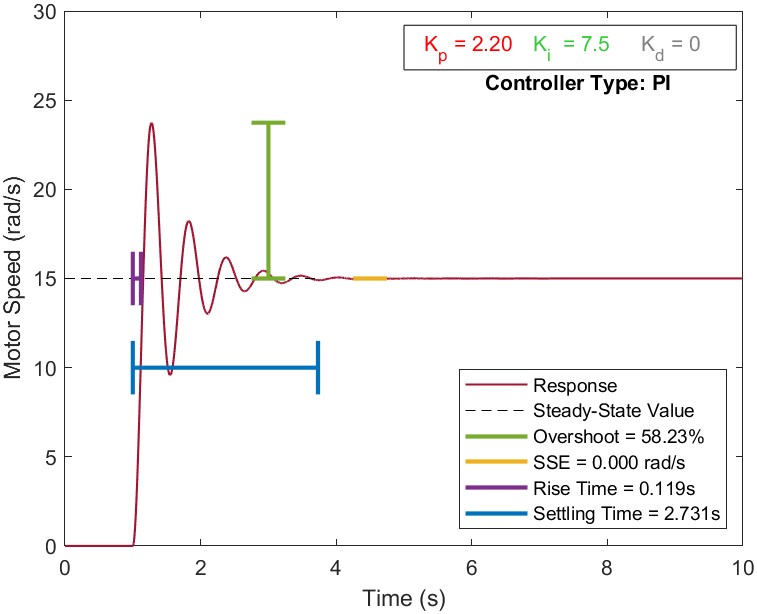 30
25
20
15
10
5
0
Motor Speed (rad/s)
Kp = 2.20 Ki = 7.5 Kd = 0
Controller Type: PI
Response
Steady-State Value
Overshoot = 58.23%
SSE = 0.000 rad/s
Rise Time = 0.119s
Settling Time = 2.731s
0 2 4 6 8 10
Time (s)